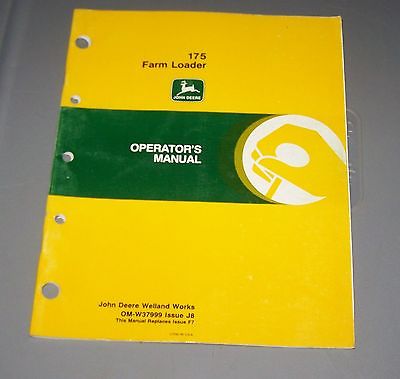 175
Farm Loader
JOHN DEERE
OPERATOR'S
MANUAL
John Deere Welland Works
OM-W37999 Issue J8
This Manual Replaces Issue F7